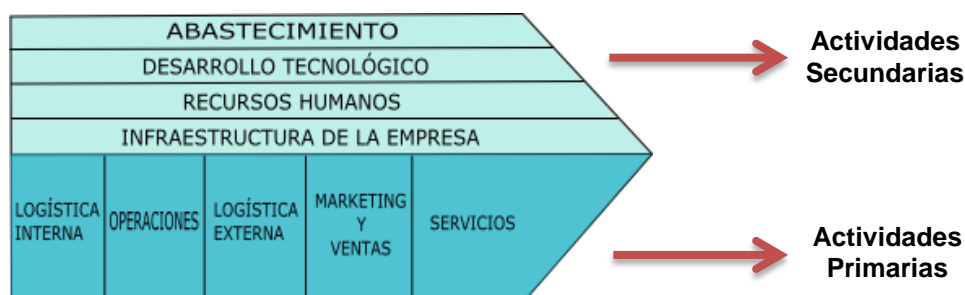 ABASTECIMIENTO
DESARROLLO TECNOLÓGICO
RECURSOS HUMANOS
INFRAESTRUCTURA DE LA EMPRESA
LOGÍSTICA
INTERNA
OPERACIONES
LOGÍSTICA
EXTERNA
MARKETING
Y
VENTAS
SERVICIOS
Actividades
Secundarias
Actividades
Primarias